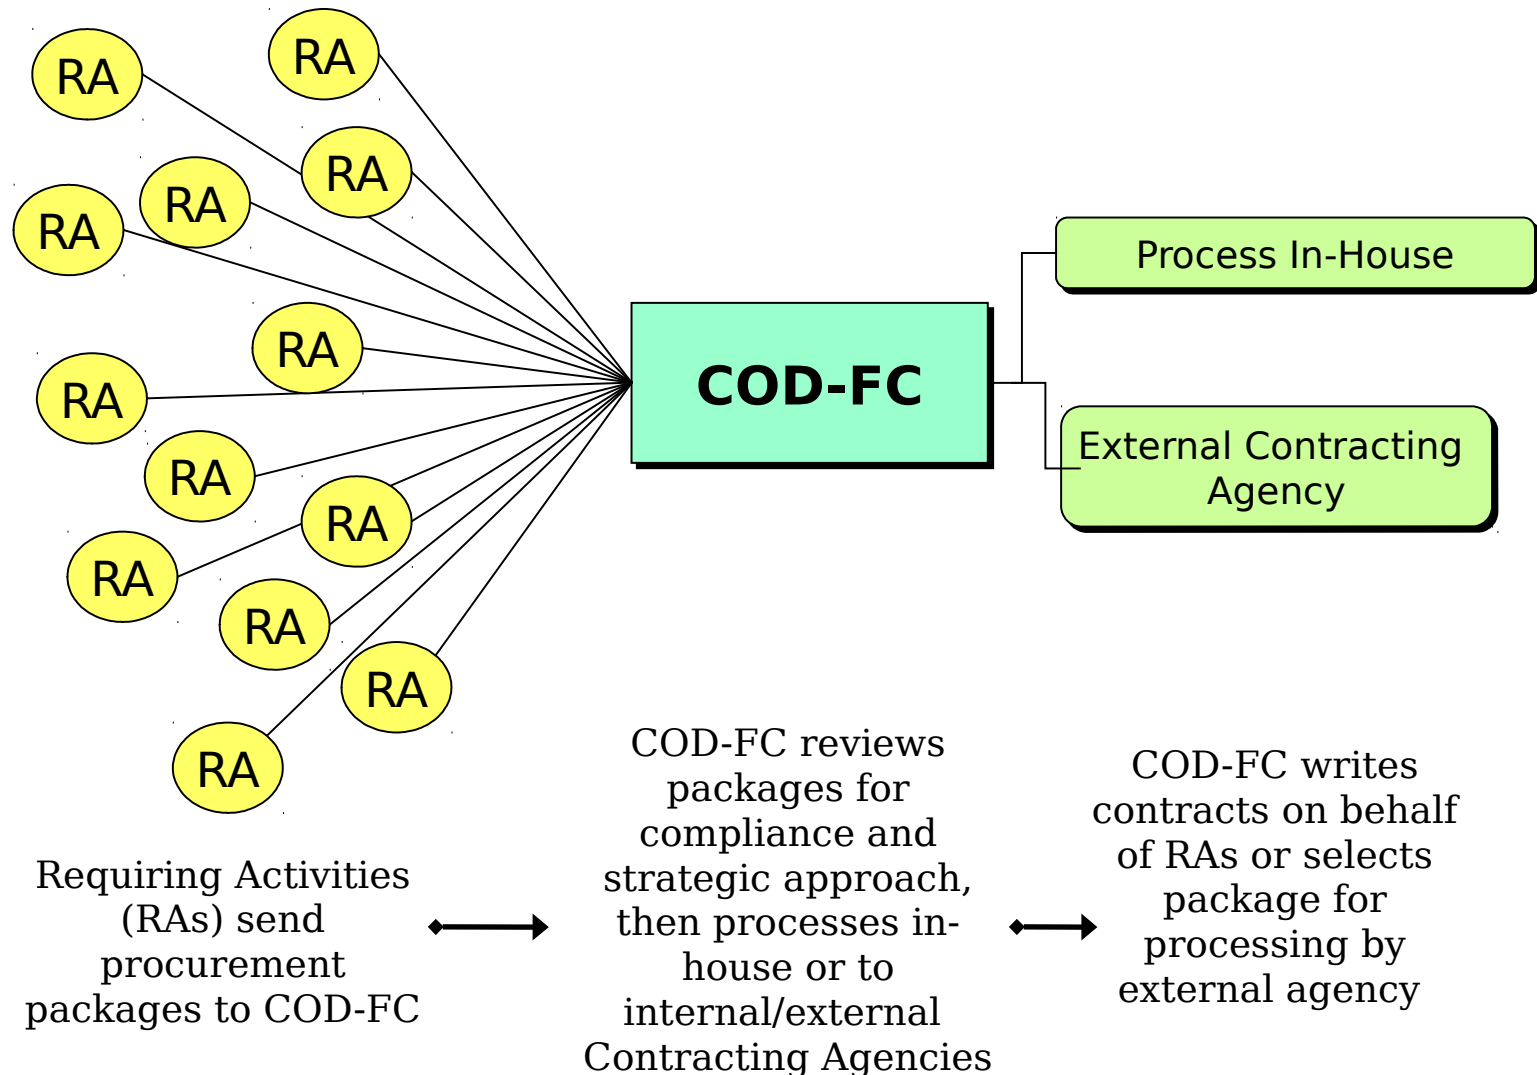 RA
RA
RA
RA
RA
RA
RA
RA
RA
RA
RA
RA
COD-FC
Process In-House
External Contracting
Agency
Requiring Activities
(RAs) send
procurement
packages to COD-FC
COD-FC reviews
packages for
compliance and
strategic approach,
then processes in-
house or to
internal/external
Contracting Agencies
COD-FC writes
contracts on behalf
of RAs or selects
package for
processing by
external agency